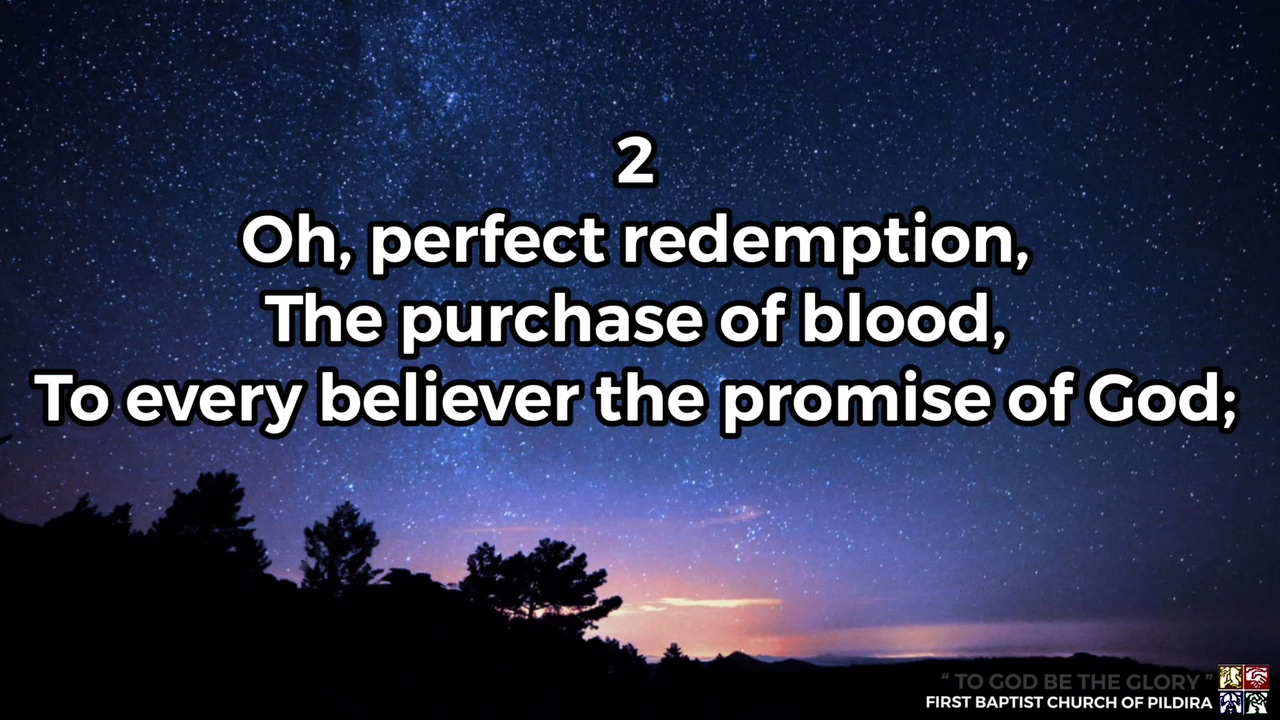 2
Oh, perfect redemption,
The purchase of blood,
To every believer the promise of God;
“ TO GOD BE THE GLORY ”
FIRST BAPTIST CHURCH OF PILDIRA